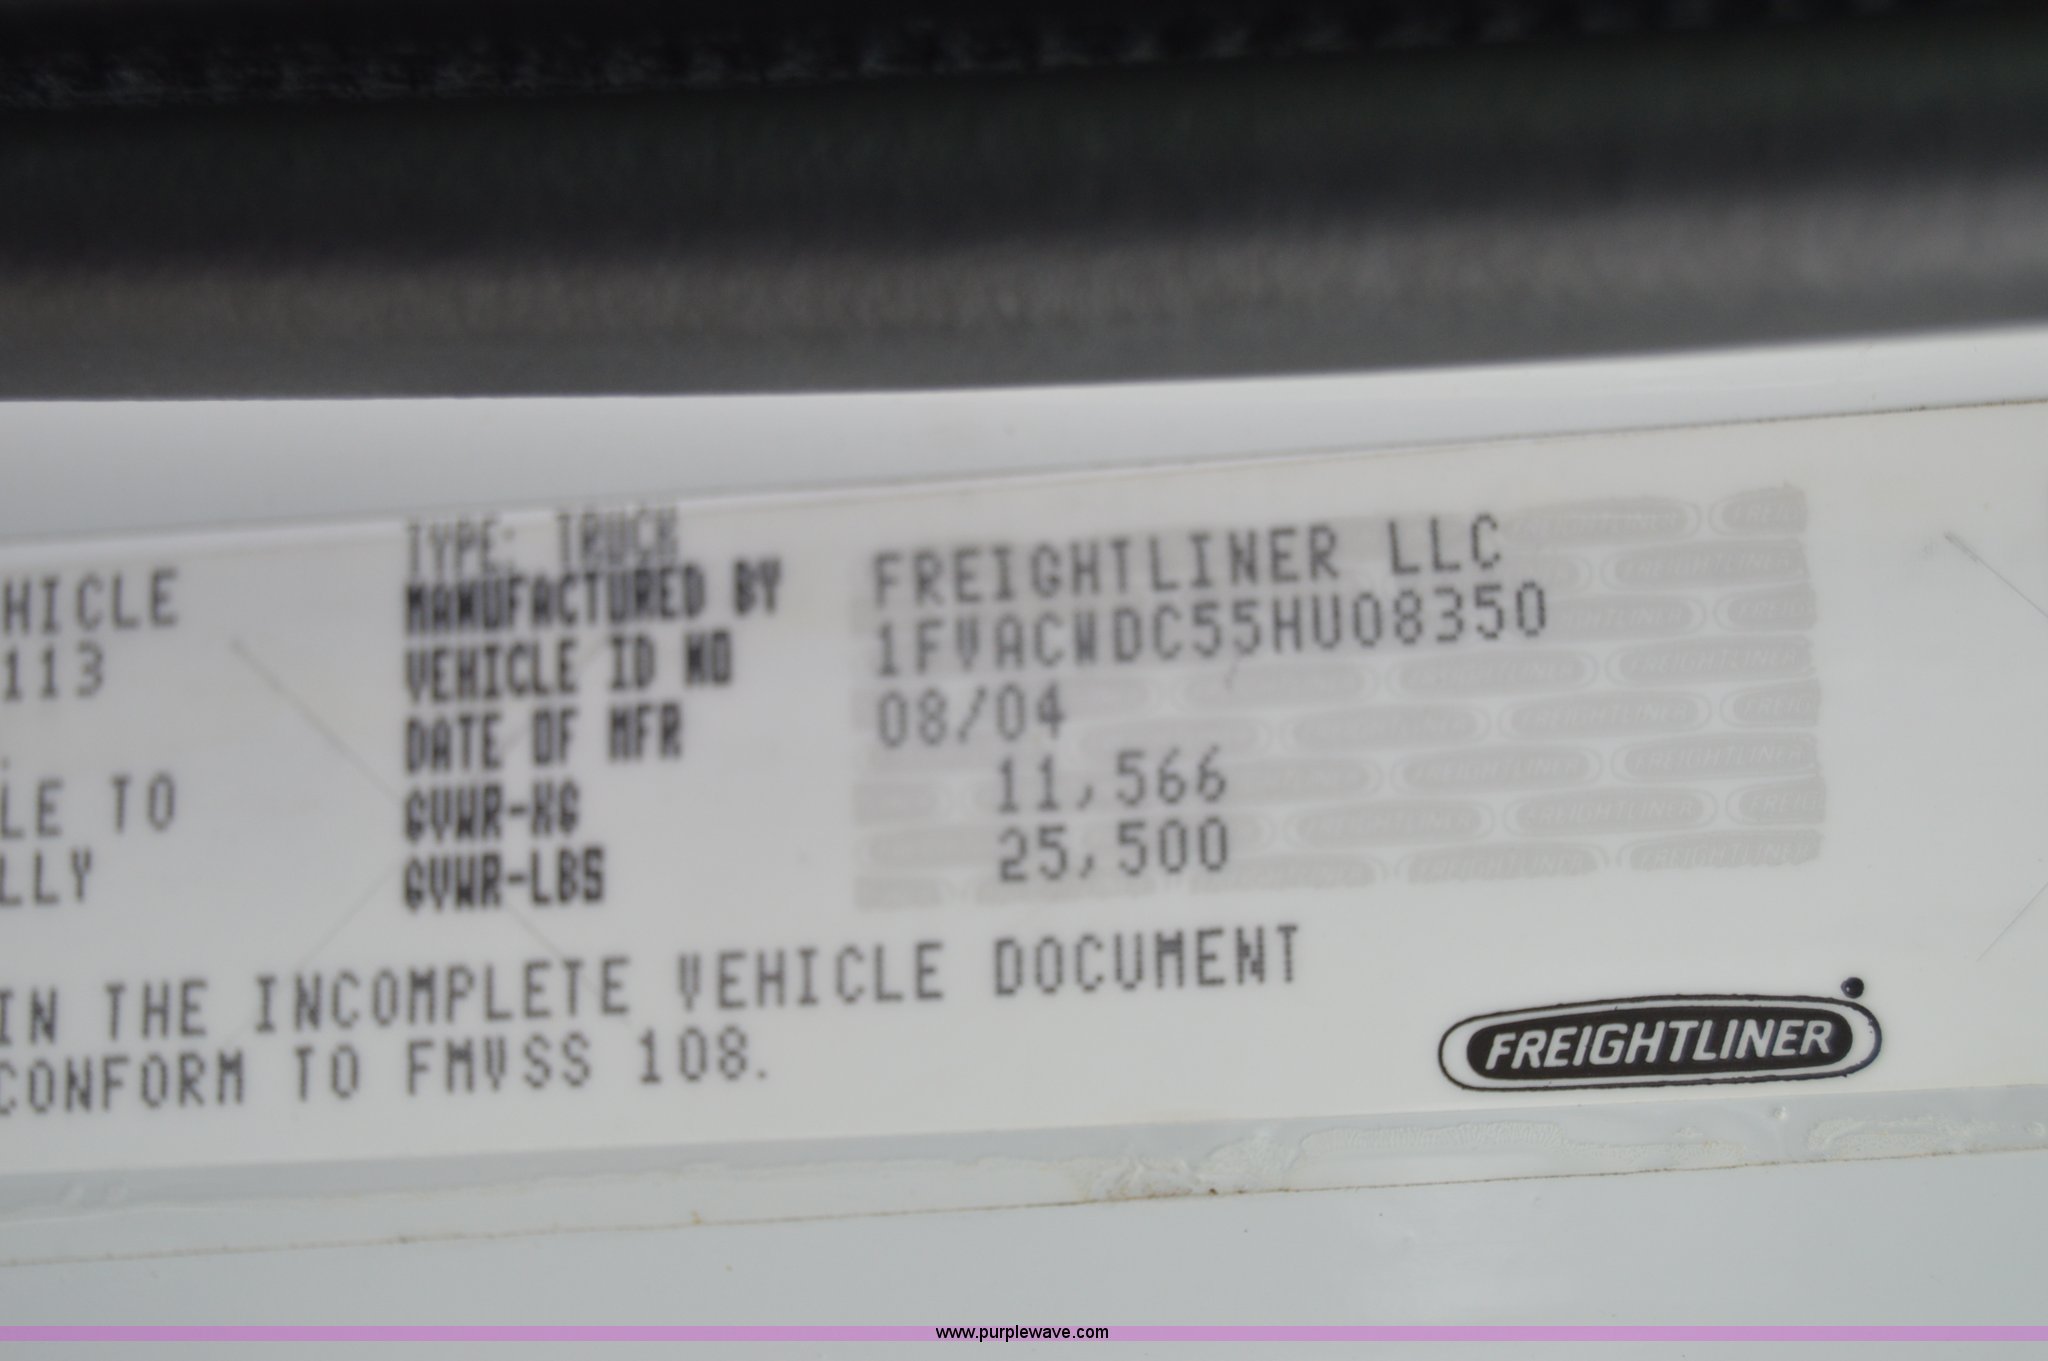 TYPE: TRUCK
HICLE MANUFACTURED BY FREIGHTLINER LLC
113 VEHICLE ID NO 1FVACWDC55HU08350
DATE OF MFR 08/04
LE TO GVWR-KG 11,566
LLY GVWR-LBS 25,500
IN THE INCOMPLETE VEHICLE DOCUMENT
CONFORM TO FMVSS 108.
FREIGHTLINER
www.purplewave.com